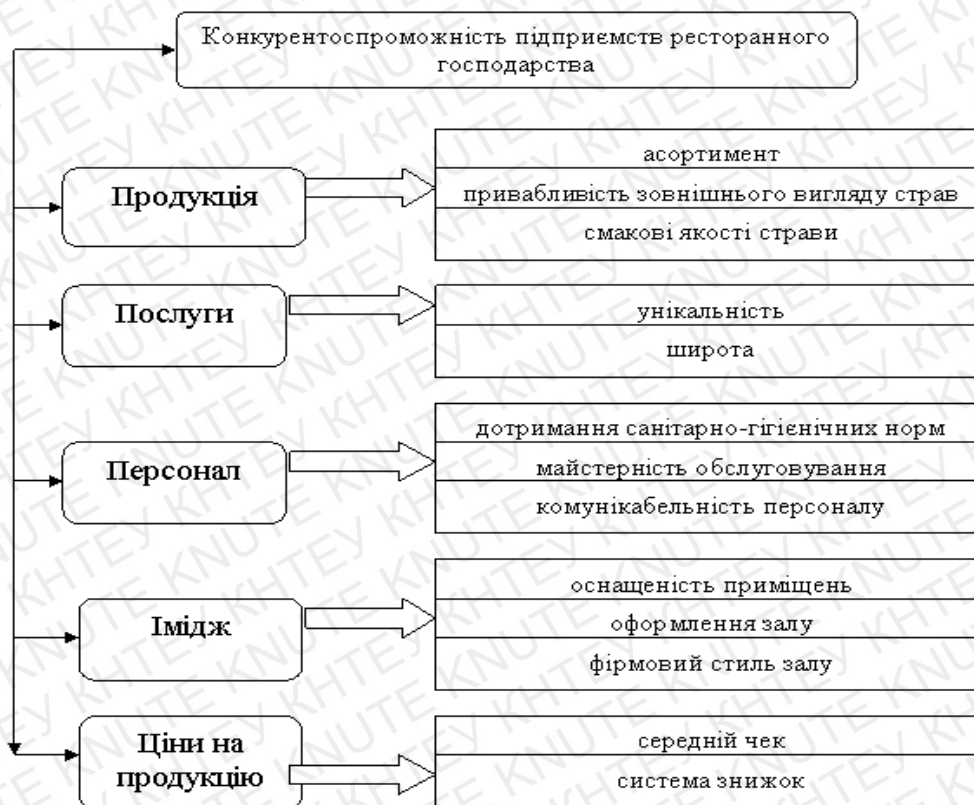 Конкурентоспроможність підприємств ресторанного
господарства
Продукція
асортимент
привабливість зовнішнього вигляду страв
смакові якості страви
Послуги
унікальність
широта
Персонал
дотримання санітарно-гігієнічних норм
майстерність обслуговування
комунікабельність персоналу
Імідж
оснащеність приміщень
оформлення залу
фірмовий стиль залу
Ціни на
продукцію
середній чек
система знижок